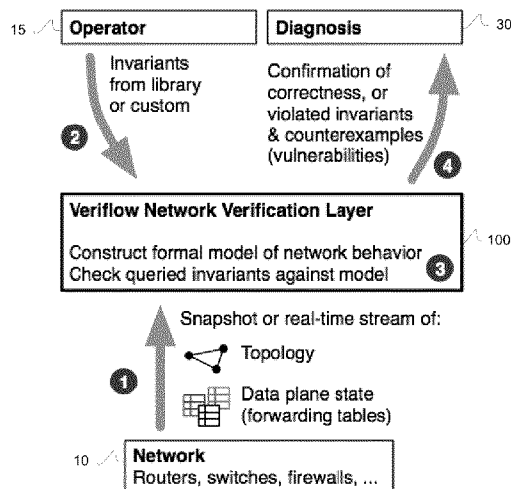 15
Operator
Diagnosis
30
Invariants
from library
or custom
Confirmation of
correctness, or
violated invariants
& counterexamples
(vulnerabilities)
2
4
Veriflow Network Verification Layer
100
Construct formal model of network behavior
Check queried invariants against model
3
Snapshot or real-time stream of:
Topology
1
Data plane state
(forwarding tables)
10
Network
Routers, switches, firewalls, ...